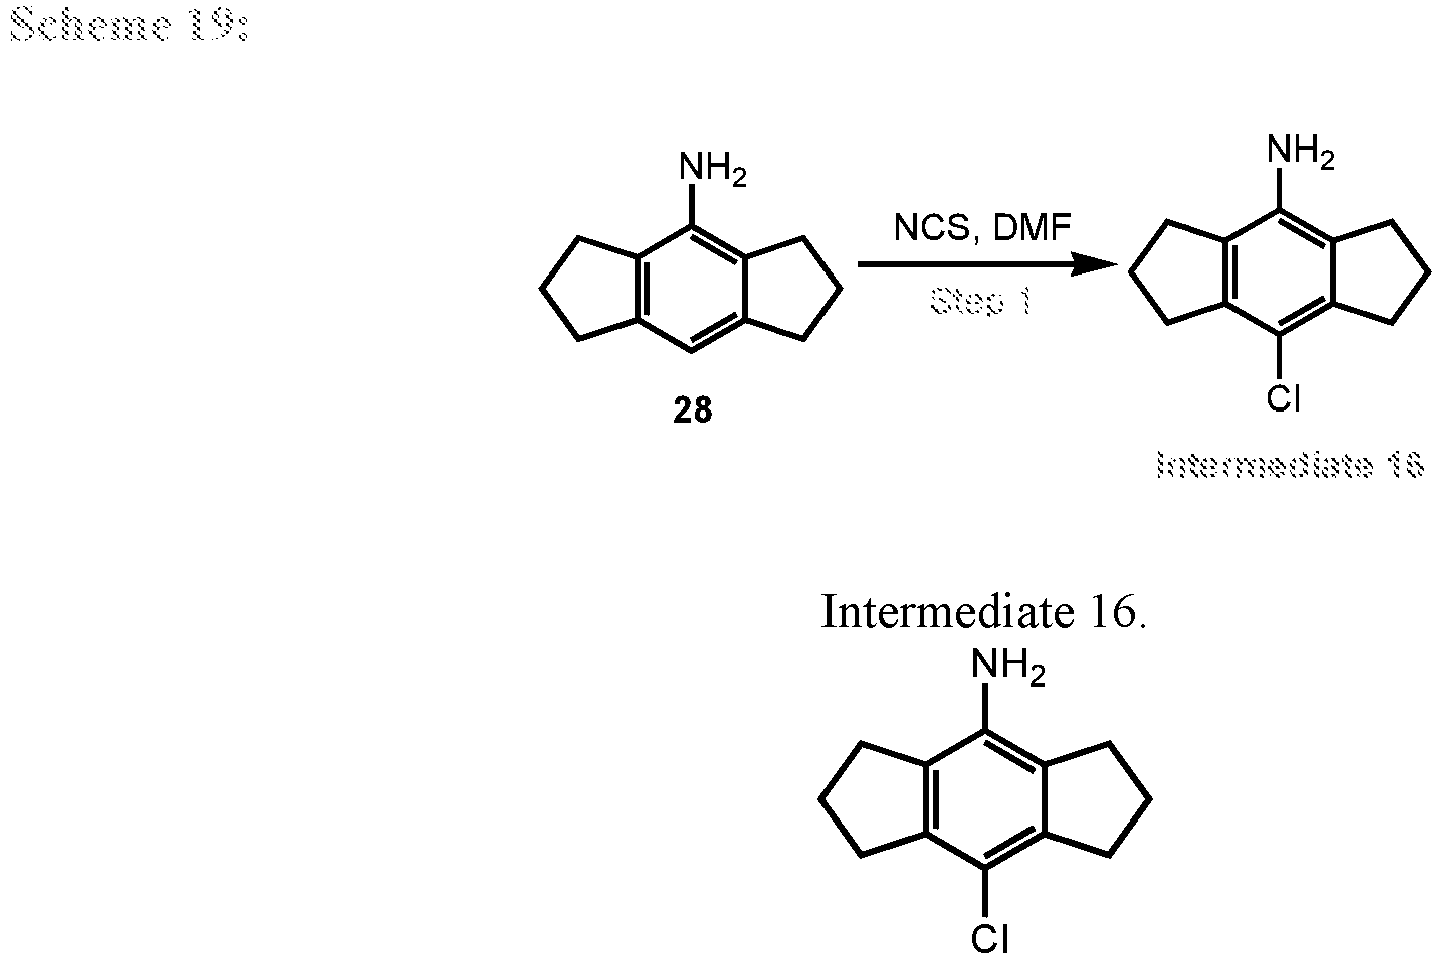 Scheme 19:
NH2
NH2
NCS, DMF
Step 1
28
Cl
Intermediate 16
Intermediate 16.
NH2
Cl